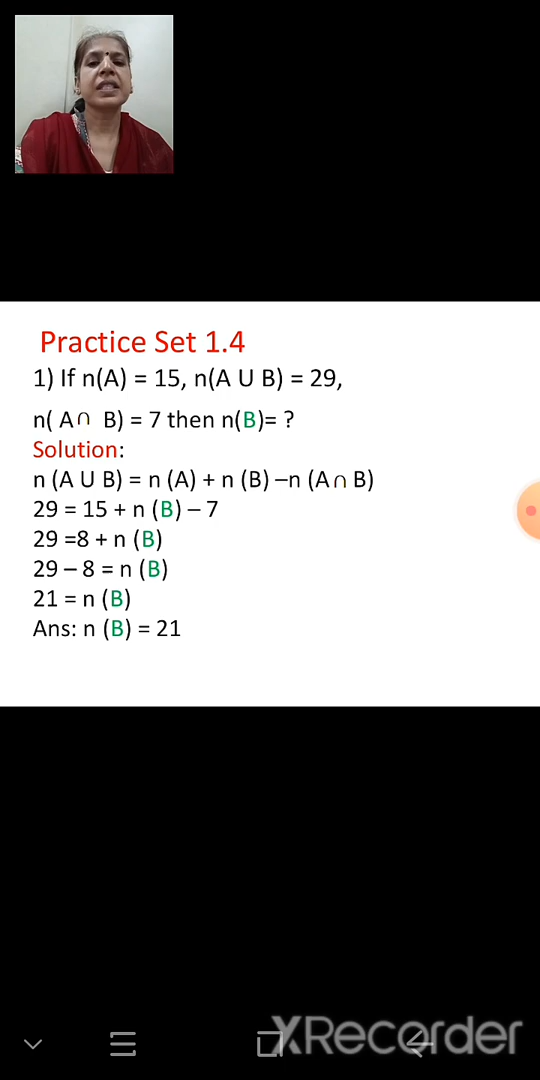 Practice Set 1.4
1) If n(A) = 15, n(A U B) = 29,
n( A∩ B) = 7 then n(B)= ?
Solution:
n (A U B) = n (A) + n (B) –n (A∩ B)
29 = 15 + n (B) – 7
29 =8 + n (B)
29 – 8 = n (B)
21 = n (B)
Ans: n (B) = 21
XRecorder